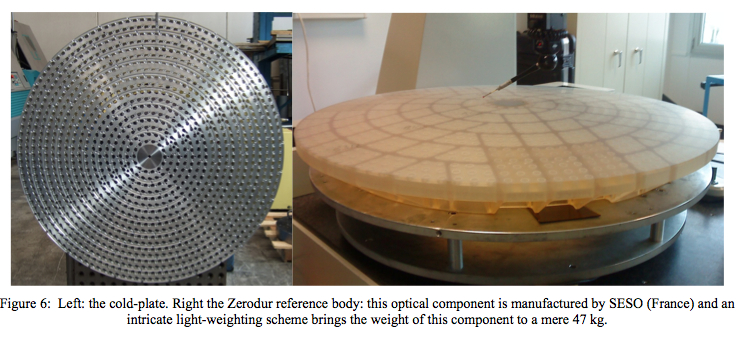 Figure 6:  Left: the cold-plate. Right the Zerodur reference body: this optical component is manufactured by SESO (France) and an
intricate light-weighting scheme brings the weight of this component to a mere 47 kg.